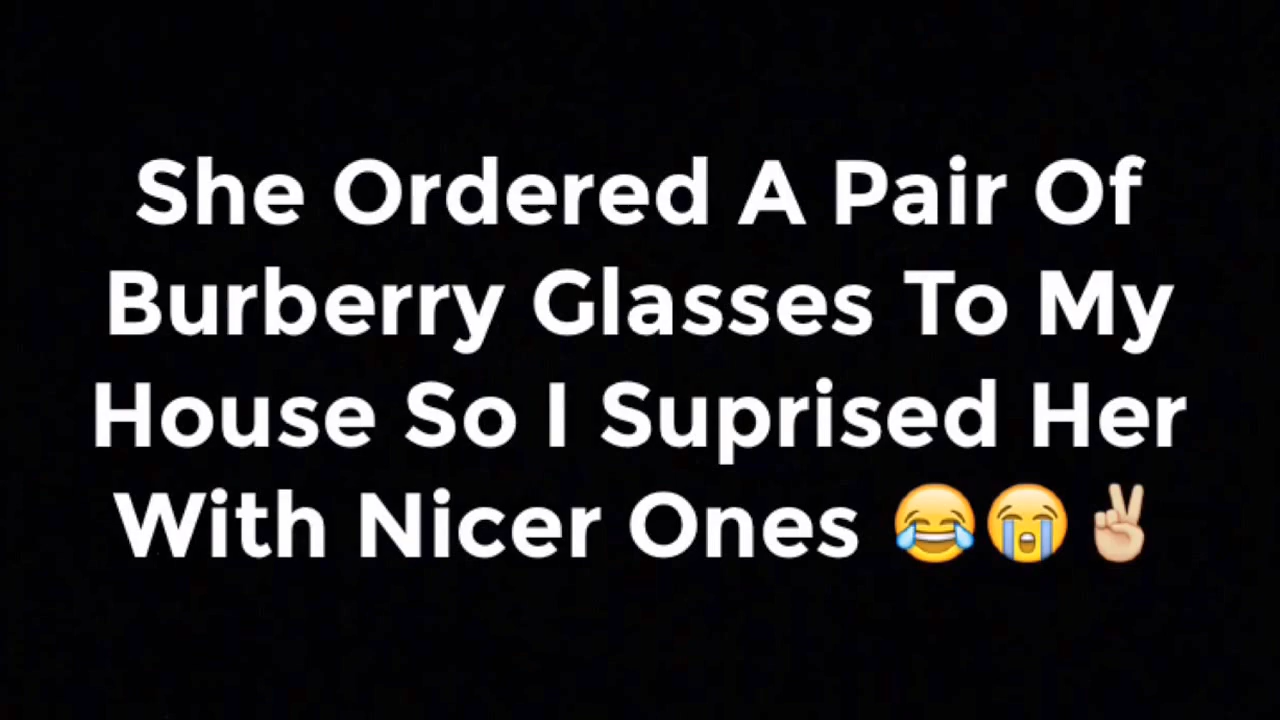 She Ordered A Pair Of
Burberry Glasses To My
House So I Suprised Her
With Nicer Ones 😂😭✌🏼